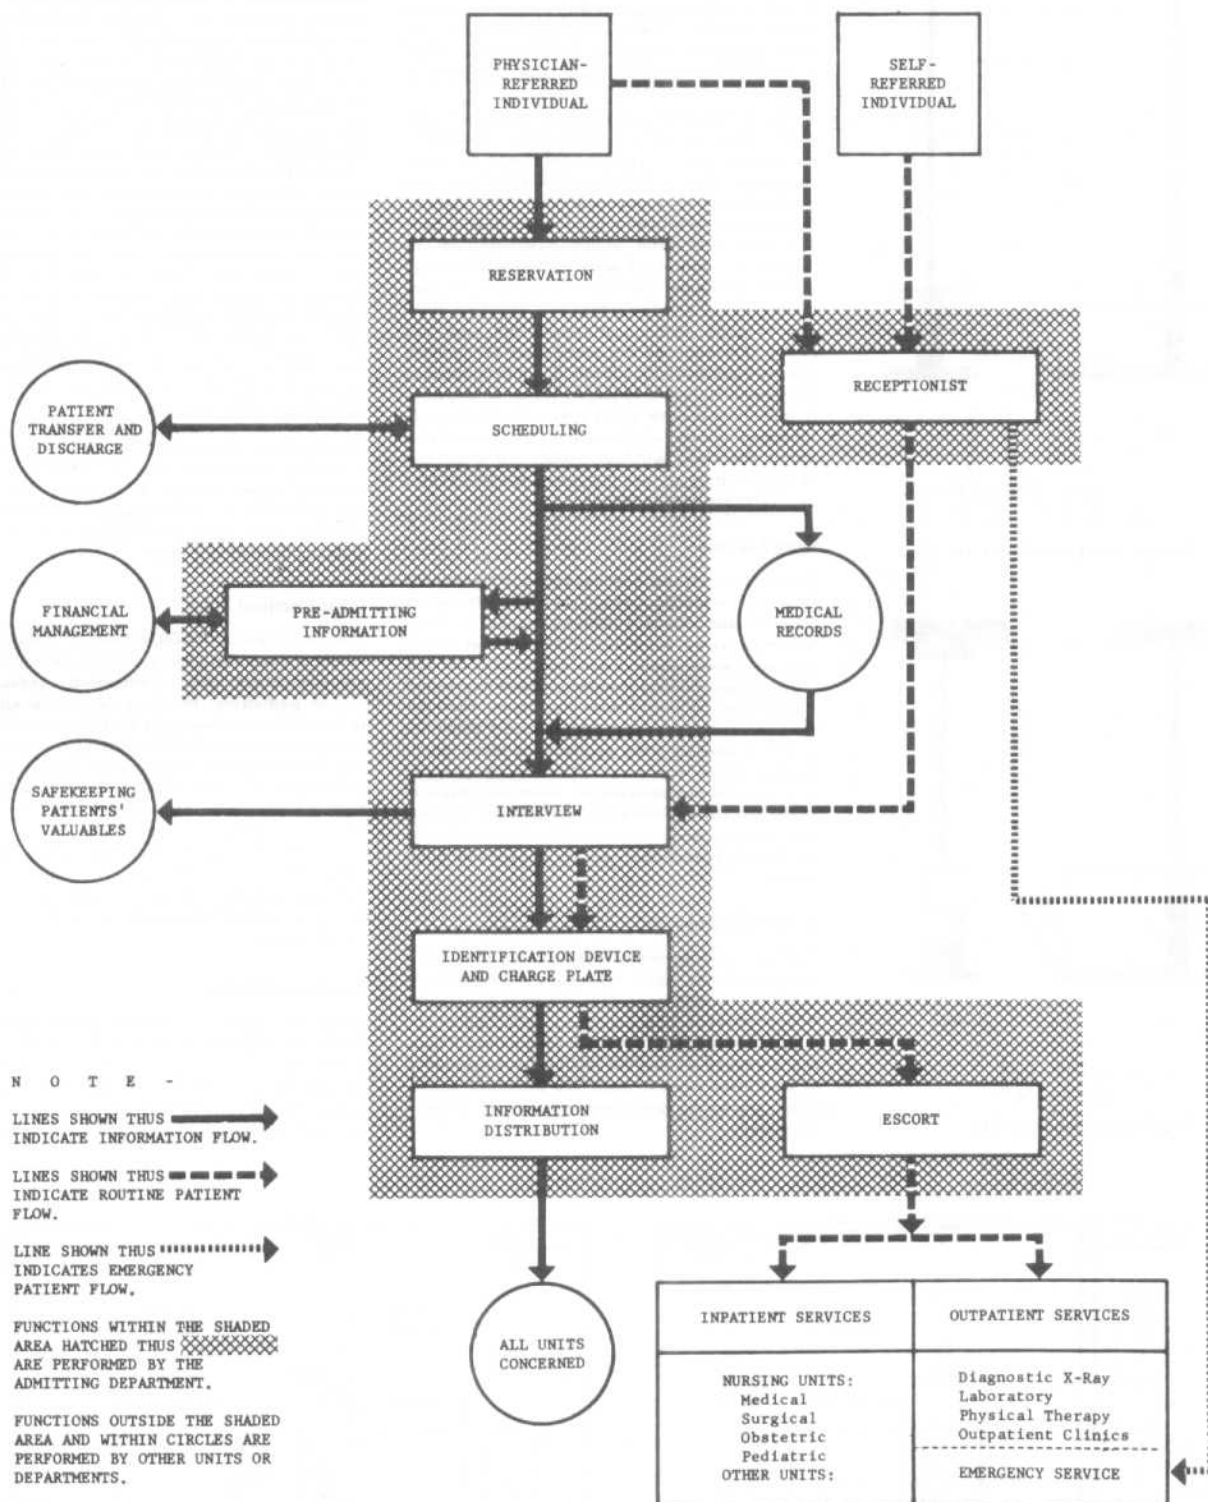 PHYSICIAN-
REFERRED
INDIVIDUAL
SELF-
REFERRED
INDIVIDUAL
RESERVATION
RECEPTIONIST
PATIENT
TRANSFER AND
DISCHARGE
SCHEDULING
FINANCIAL
MANAGEMENT
PRE-ADMITTING
INFORMATION
MEDICAL
RECORDS
SAFEKEEPING
PATIENTS'
VALUABLES
INTERVIEW
IDENTIFICATION DEVICE
AND CHARGE PLATE
INFORMATION
DISTRIBUTION
ESCORT
N O T E -
LINES SHOWN THUS
INDICATE INFORMATION FLOW.
LINES SHOWN THUS
INDICATE ROUTINE PATIENT
FLOW.
LINE SHOWN THUS
INDICATES EMERGENCY
PATIENT FLOW.
FUNCTIONS WITHIN THE SHADED
AREA HATCHED THUS
ARE PERFORMED BY THE
ADMITTING DEPARTMENT.
FUNCTIONS OUTSIDE THE SHADED
AREA AND WITHIN CIRCLES ARE
PERFORMED BY OTHER UNITS OR
DEPARTMENTS.
ALL UNITS
CONCERNED
INPATIENT SERVICES
OUTPATIENT SERVICES
NURSING UNITS:
Medical
Surgical
Obstetric
Pediatric
OTHER UNITS:
Diagnostic X-Ray
Laboratory
Physical Therapy
Outpatient Clinics
EMERGENCY SERVICE